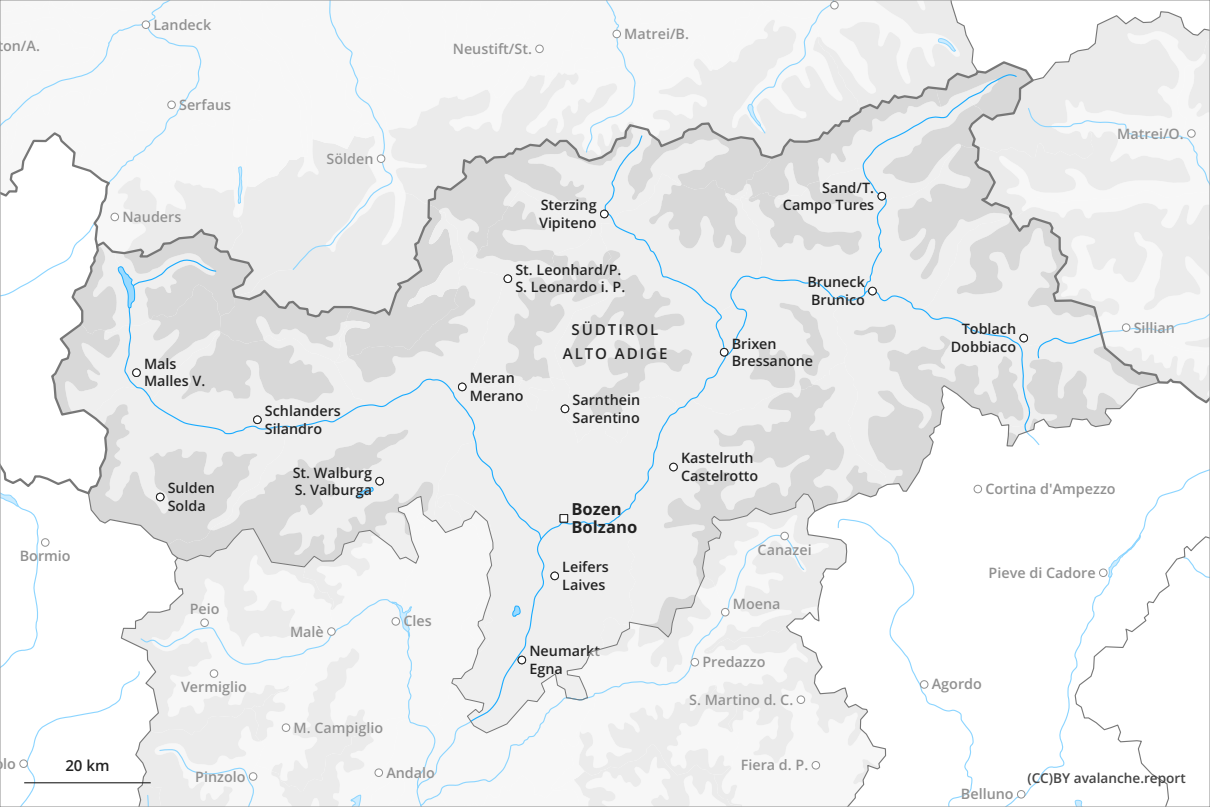 Landeck
ton/A.
Neustift/St.
Matrei/B.
Serfaus
Matrei/O.
Sölden
Nauders
Sand/T.
Campo Tures
Sterzing
Vipiteno
St. Leonhard/P.
S. Leonardo i. P.
Bruneck
Brunico
SÜDTIROL
ALTO ADIGE
Toblach
Dobbiaco
Sillian
Brixen
Bressanone
Mals
Malles V.
Meran
Merano
Sarnthein
Sarentino
Schlanders
Silandro
Kastelruth
Castelrotto
St. Walburg
S. Valburga
Sulden
Solda
Cortina d'Ampezzo
Bozen
Bolzano
Bormio
Canazei
Leifers
Laives
Pieve di Cadore
Peio
Moena
Malè
Cles
Neumarkt
Egna
Predazzo
Vermiglio
Agordo
S. Martino d. C.
M. Campiglio
olo
20 km
Pinzolo
Andalo
Fiera d. P.
(CC)BY avalanche.report
Belluno